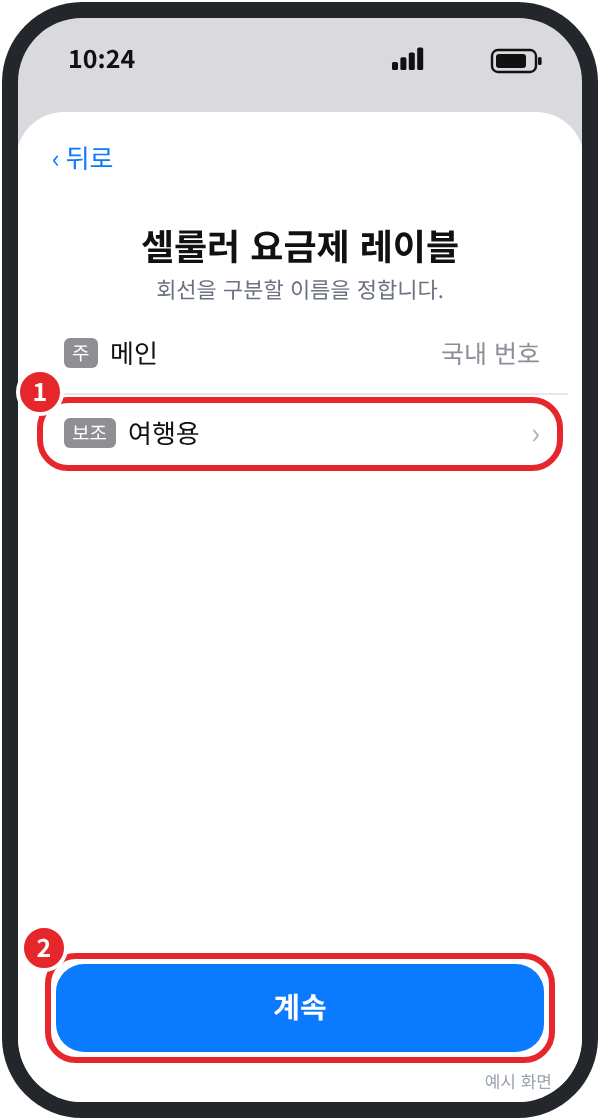 10:24
‹ 뒤로
셀룰러 요금제 레이블
회선을 구분할 이름을 정합니다.
주 메인 국내 번호
1
보조 여행용 ›
2
계속
예시 화면